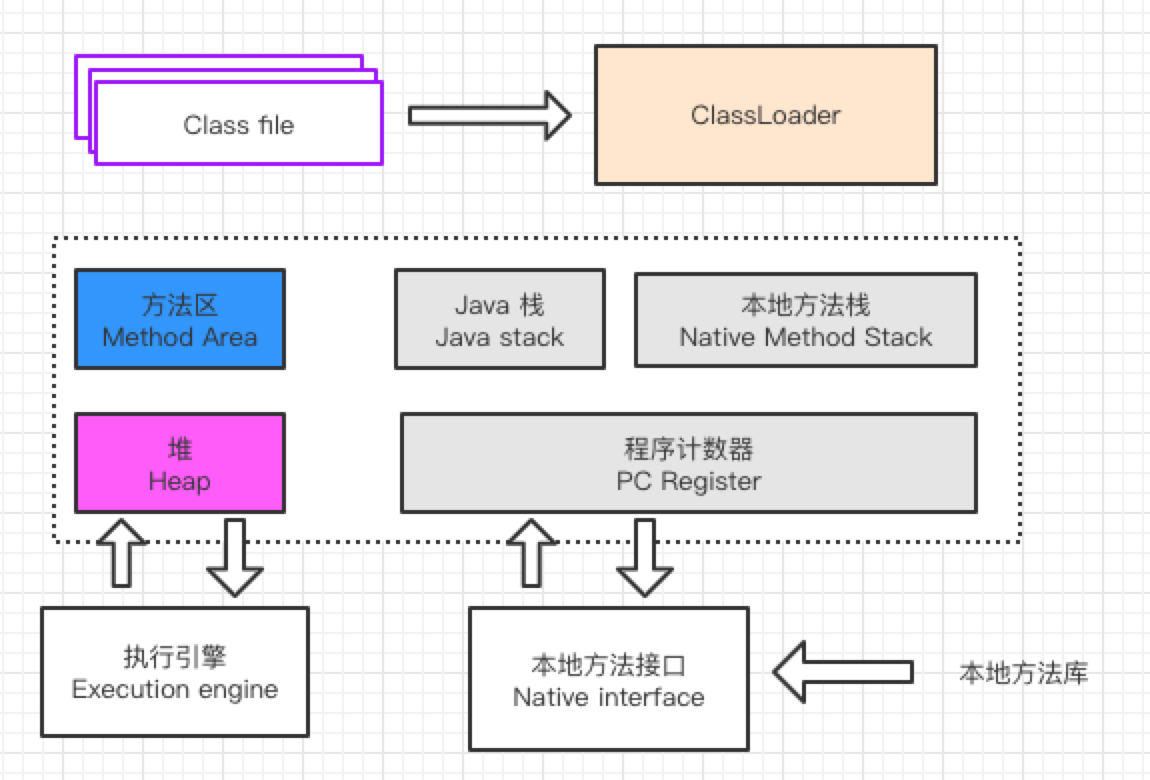 Class file
ClassLoader
方法区
Method Area
Java 栈
Java stack
本地方法栈
Native Method Stack
堆
Heap
程序计数器
PC Register
执行引擎
Execution engine
本地方法接口
Native interface
本地方法库